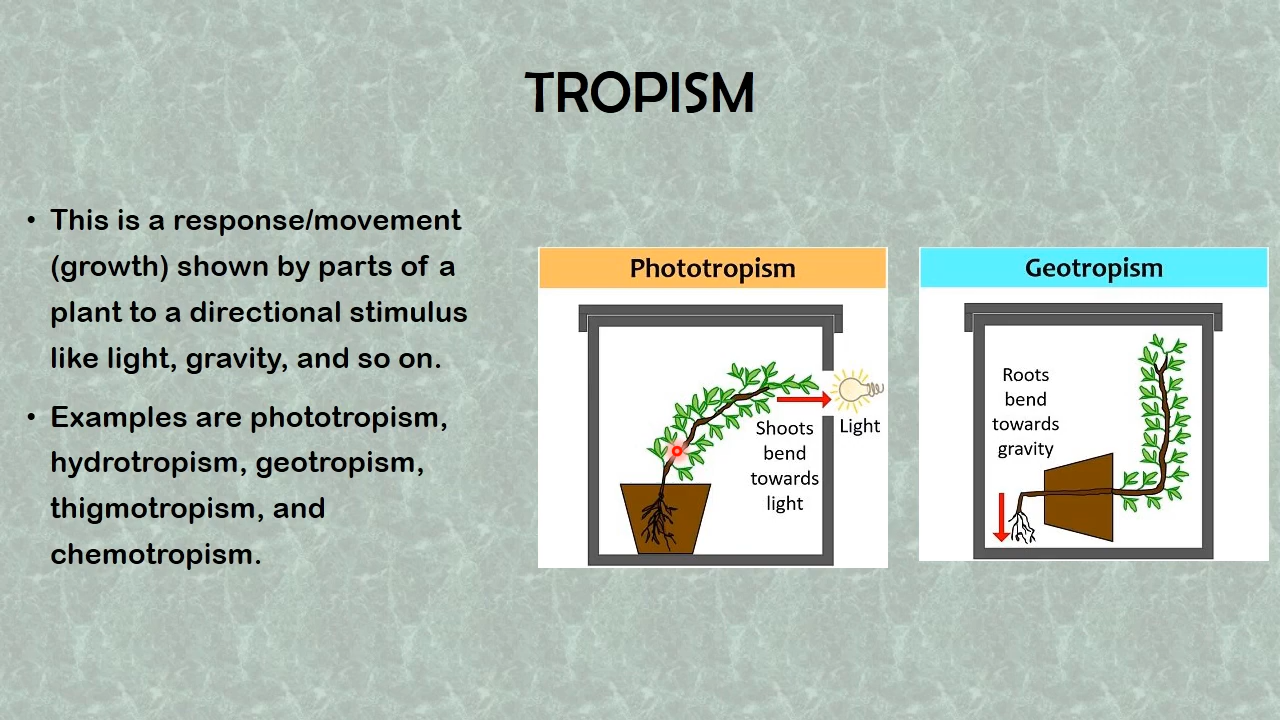 TROPISM
• This is a response/movement
(growth) shown by parts of a
plant to a directional stimulus
like light, gravity, and so on.
• Examples are phototropism,
hydrotropism, geotropism,
thigmotropism, and
chemotropism.
Phototropism
Shoots
bend
towards
light
Light
Geotropism
Roots
bend
towards
gravity